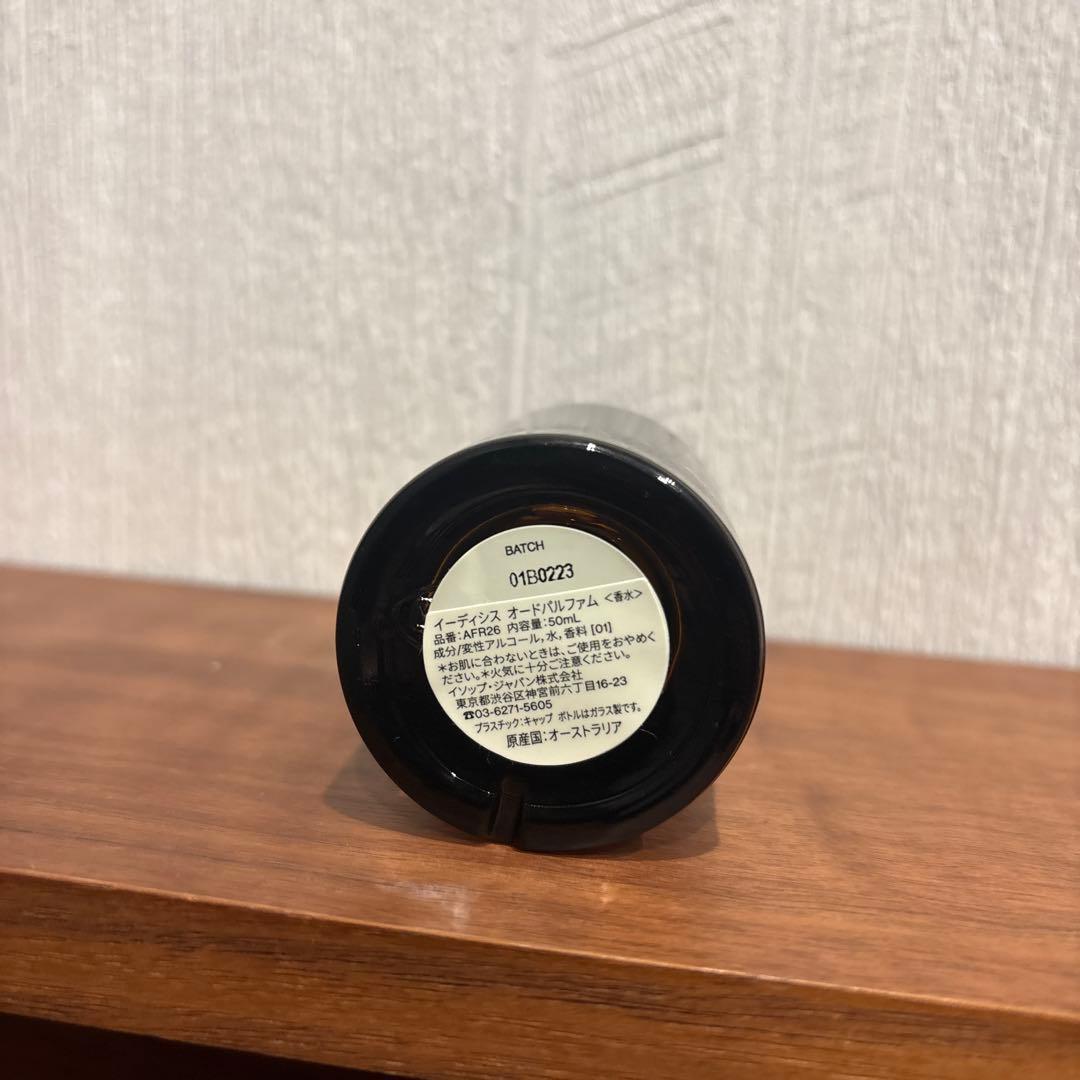 BATCH
01B0223
イーディシス オードパルファム <香水>
品番:AFR26 内容量:50mL
成分/変性アルコール,水,香料 [01]
*お肌に合わないときは、ご使用をおやめく
ださい。*火気に十分ご注意ください。
イソップ・ジャパン株式会社
東京都渋谷区神宮前六丁目16-23
☎03-6271-5605
プラスチック:キャップ ボトルはガラス製です。
原産国:オーストラリア